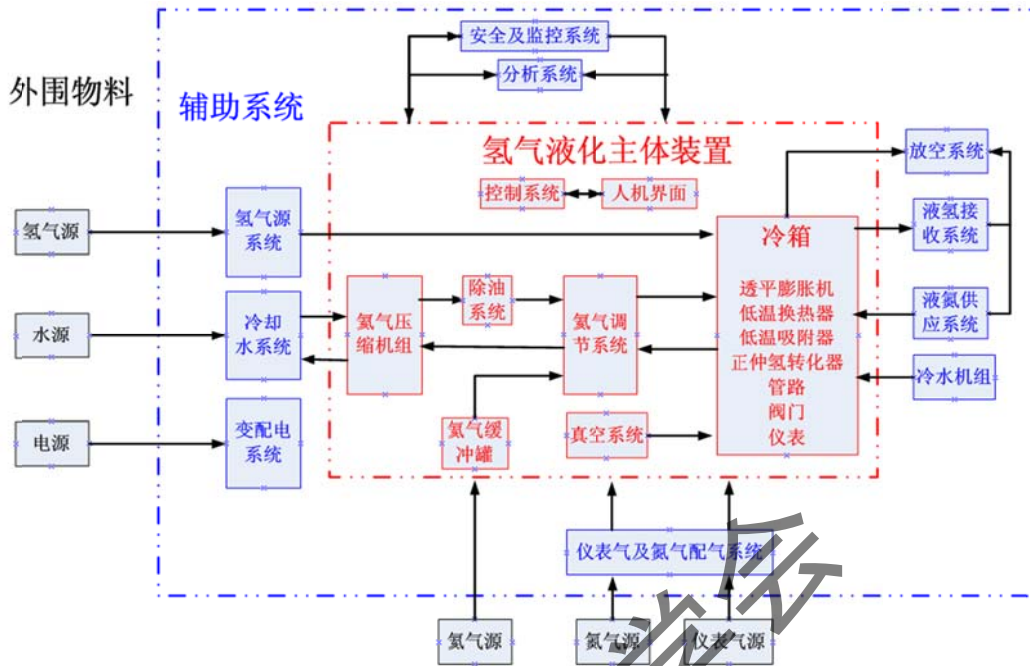 安全及监控系统
分析系统
外围物料
辅助系统
氢气液化主体装置
控制系统
人机界面
放空系统
氢气源
氢气源
系统
冷箱
液氢接
收系统
透平膨胀机
低温换热器
低温吸附器
正仲氢转化器
管路
阀门
仪表
水源
冷却
水系统
氦气压
缩机组
除油
系统
氦气调
节系统
液氮供
应系统
冷水机组
电源
变配电
系统
氦气缓
冲罐
真空系统
仪表气及氮气配气系统
氦气源
氮气源
仪表气源
学会